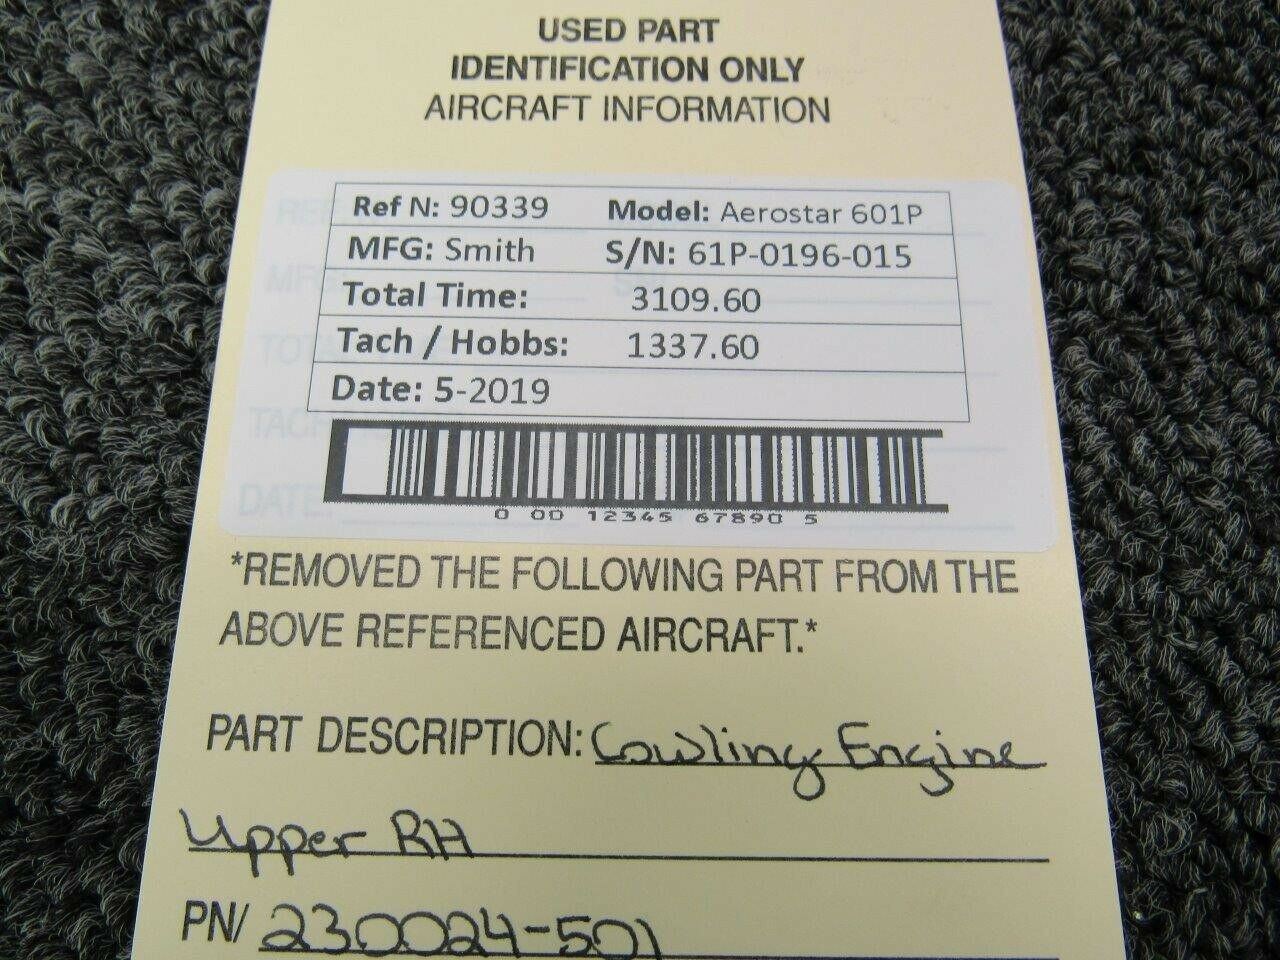 USED PART
IDENTIFICATION ONLY
AIRCRAFT INFORMATION
Ref N: 90339 Model: Aerostar 601P
MFG: Smith S/N: 61P-0196-015
Total Time: 3109.60
Tach / Hobbs: 1337.60
Date: 5-2019
0 00 12345 67890 5
*REMOVED THE FOLLOWING PART FROM THE
ABOVE REFERENCED AIRCRAFT.*
PART DESCRIPTION: Cowling Engine
Upper RH
PN/ 230024-501